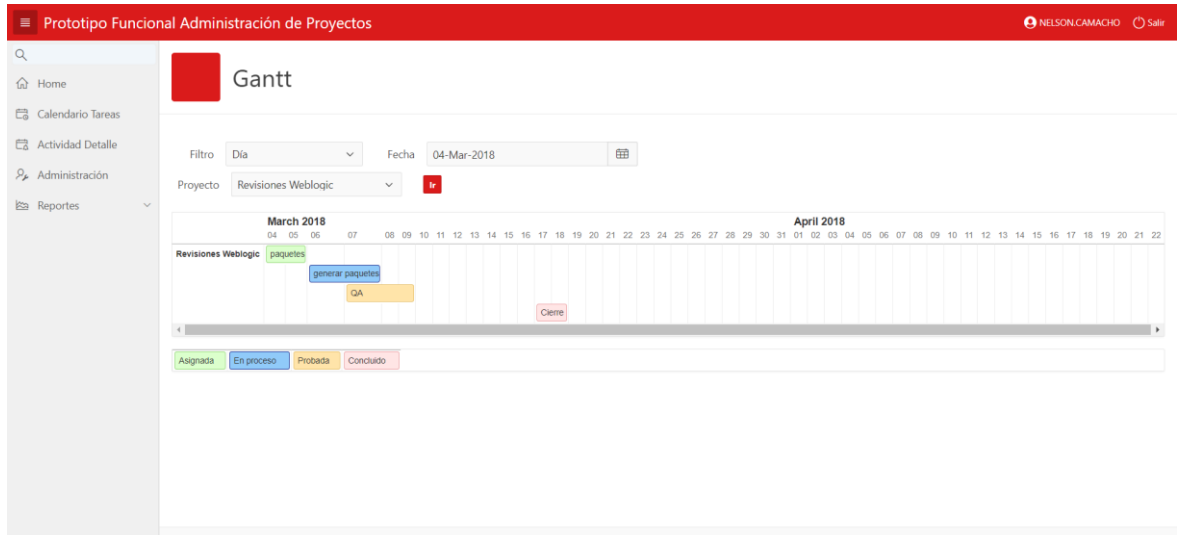 Prototipo Funcional Administración de Proyectos NELSON.CAMACHO Salir
Home
Calendario Tareas
Actividad Detalle
Administración
Reportes
Gantt
Filtro Día Fecha 04-Mar-2018
Proyecto Revisiones Weblogic Ir
March 2018 April 2018
04 05 06 07 08 09 10 11 12 13 14 15 16 17 18 19 20 21 22 23 24 25 26 27 28 29 30 31 01 02 03 04 05 06 07 08 09 10 11 12 13 14 15 16 17 18 19 20 21 22
Revisiones Weblogic paquetes
generar paquetes
QA
Cierre
Asignada En proceso Probada Concluido